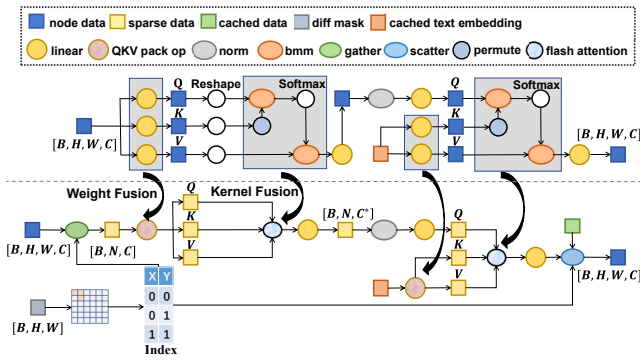 node data sparse data cached data diff mask cached text embedding
linear QKV pack op norm bmm gather scatter permute flash attention
Q Reshape Softmax Q Softmax
K K
V V
[B, H, W, C] [B, H, W, C]
Weight Fusion Q Kernel Fusion
K [B, N, C*] Q
V K
[B, H, W, C] [B, N, C] V [B, H, W, C]
X Y
[B, H, W] 0 0
0 1
1 1
Index